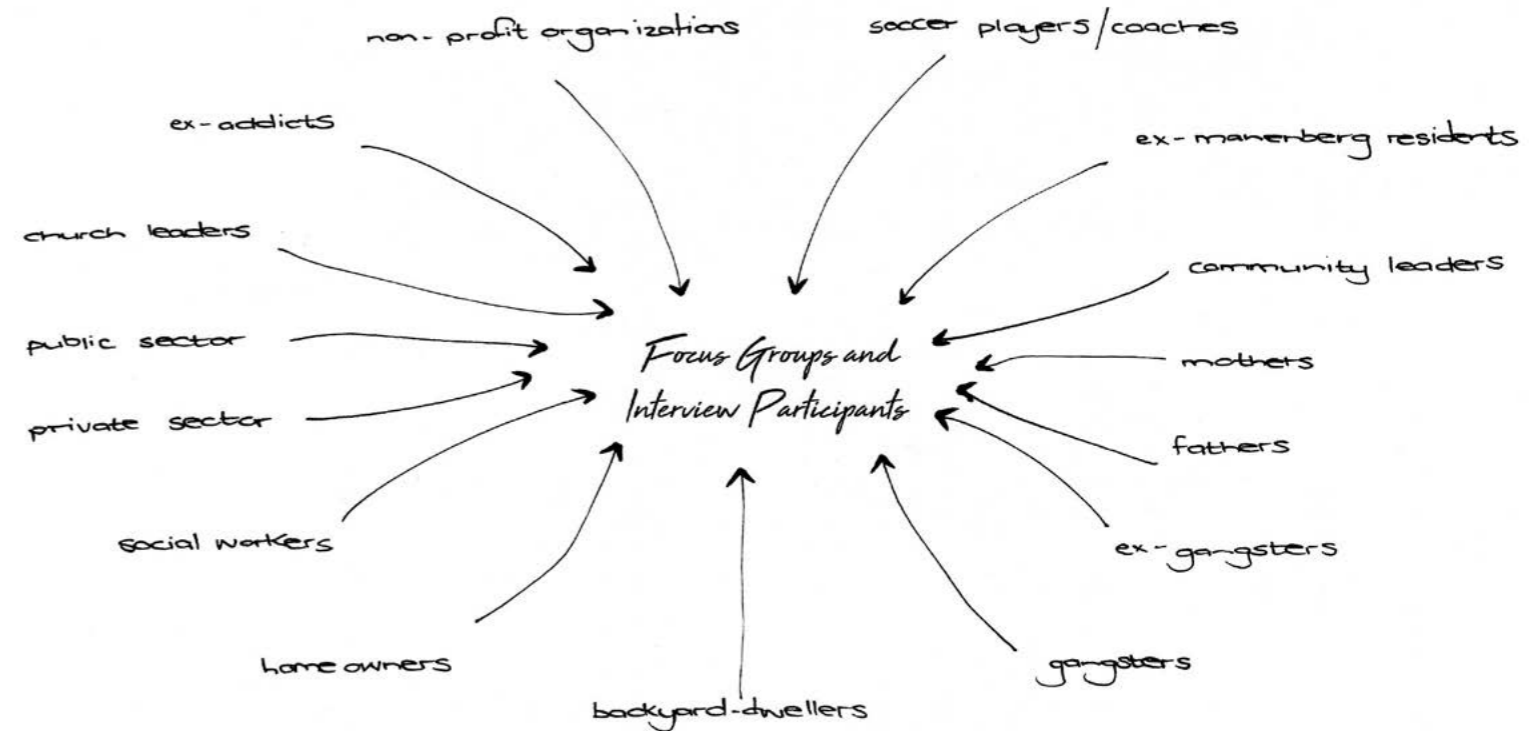 non-profit organizations
soccer players/coaches
ex-addicts
ex-manenberg residents
church leaders
community leaders
public sector
mothers
Focus Groups and
Interview Participants
private sector
fathers
social workers
ex-gangsters
home owners
gangsters
backyard-dwellers